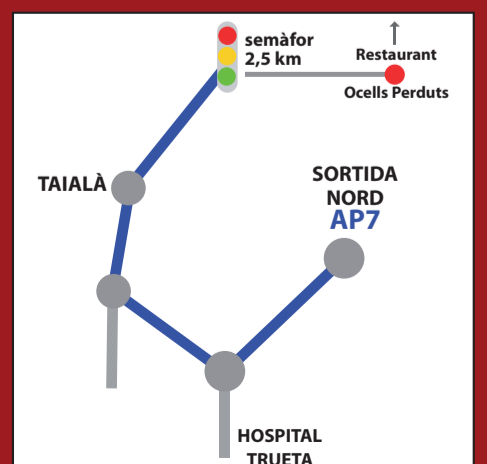 semàfor
2,5 km
Restaurant
Ocells Perduts
TAIALÀ
SORTIDA
NORD
AP7
HOSPITAL
TRUETA